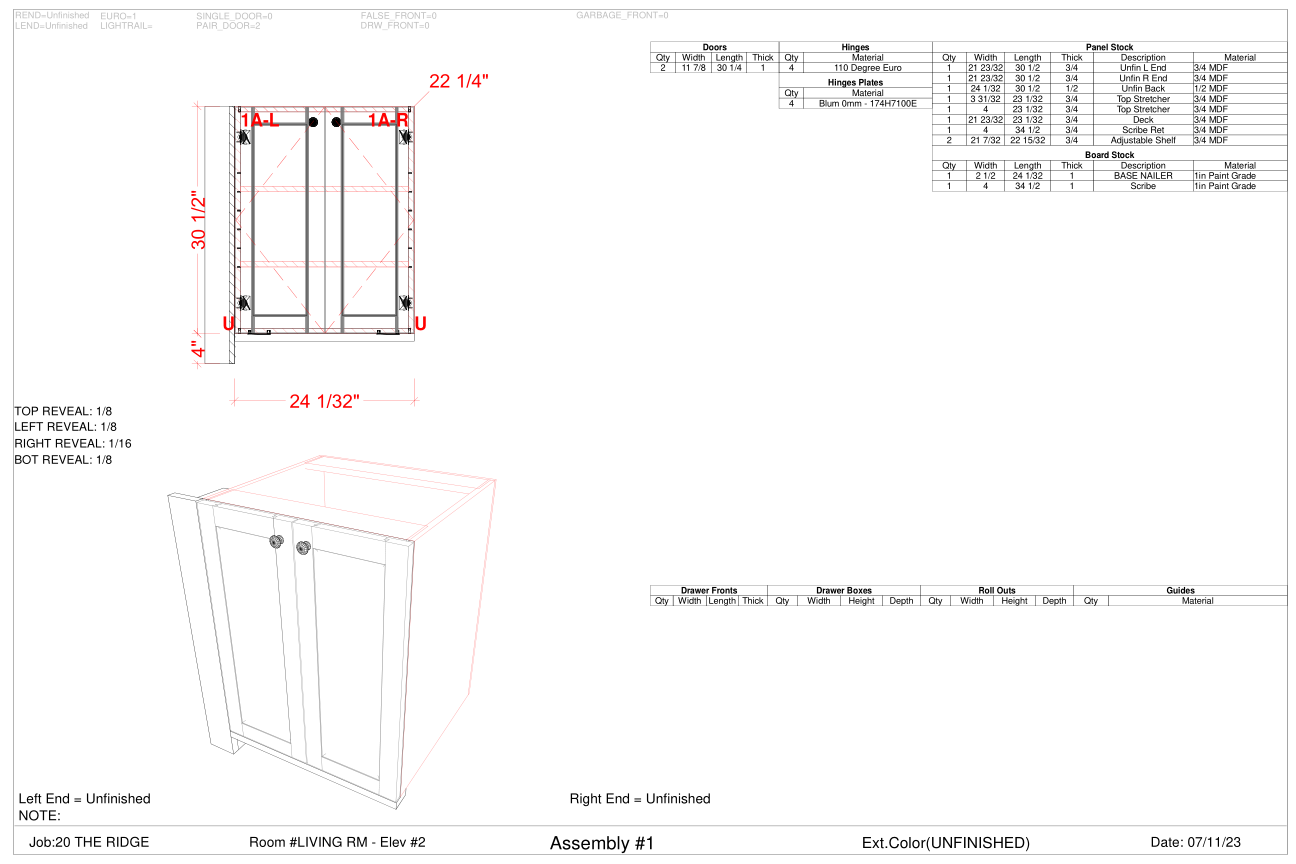 REND=Unfinished EURO=1 SINGLE_DOOR=0 FALSE_FRONT=0 GARBAGE_FRONT=0
LEND=Unfinished LIGHTRAIL= PAIR_DOOR=2 DRW_FRONT=0
Doors
Qty Width Length Thick
2 11 7/8 30 1/4 1
Hinges
Qty Material
4 110 Degree Euro
Hinges Plates
Qty Material
4 Blum 0mm - 174H7100E
Panel Stock
Qty Width Length Thick Description Material
1 21 23/32 30 1/2 3/4 Unfin L End 3/4 MDF
1 21 23/32 30 1/2 3/4 Unfin R End 3/4 MDF
1 24 1/32 30 1/2 1/2 Unfin Back 1/2 MDF
1 3 31/32 23 1/32 3/4 Top Stretcher 3/4 MDF
1 4 23 1/32 3/4 Top Stretcher 3/4 MDF
1 21 23/32 23 1/32 3/4 Deck 3/4 MDF
1 4 34 1/2 3/4 Scribe Ret 3/4 MDF
2 21 7/32 22 15/32 3/4 Adjustable Shelf 3/4 MDF
Board Stock
Qty Width Length Thick Description Material
1 2 1/2 24 1/32 1 BASE NAILER 1in Paint Grade
1 4 34 1/2 1 Scribe 1in Paint Grade
22 1/4"
1A-L 1A-R
30 1/2"
U U
4"
24 1/32"
TOP REVEAL: 1/8
LEFT REVEAL: 1/8
RIGHT REVEAL: 1/16
BOT REVEAL: 1/8
Drawer Fronts Drawer Boxes Roll Outs Guides
Qty Width Length Thick Qty Width Height Depth Qty Width Height Depth Qty Material
Left End = Unfinished Right End = Unfinished
NOTE:
Job:20 THE RIDGE Room #LIVING RM - Elev #2 Assembly #1 Ext.Color(UNFINISHED) Date: 07/11/23